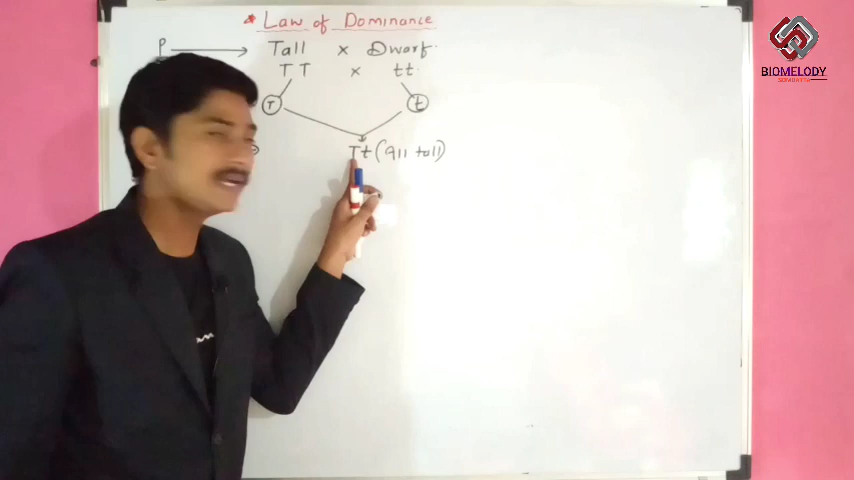 * Law of Dominance
P → Tall x Dwarf.
TT x tt.
T t
Tt (all tall)
BIOMELODY